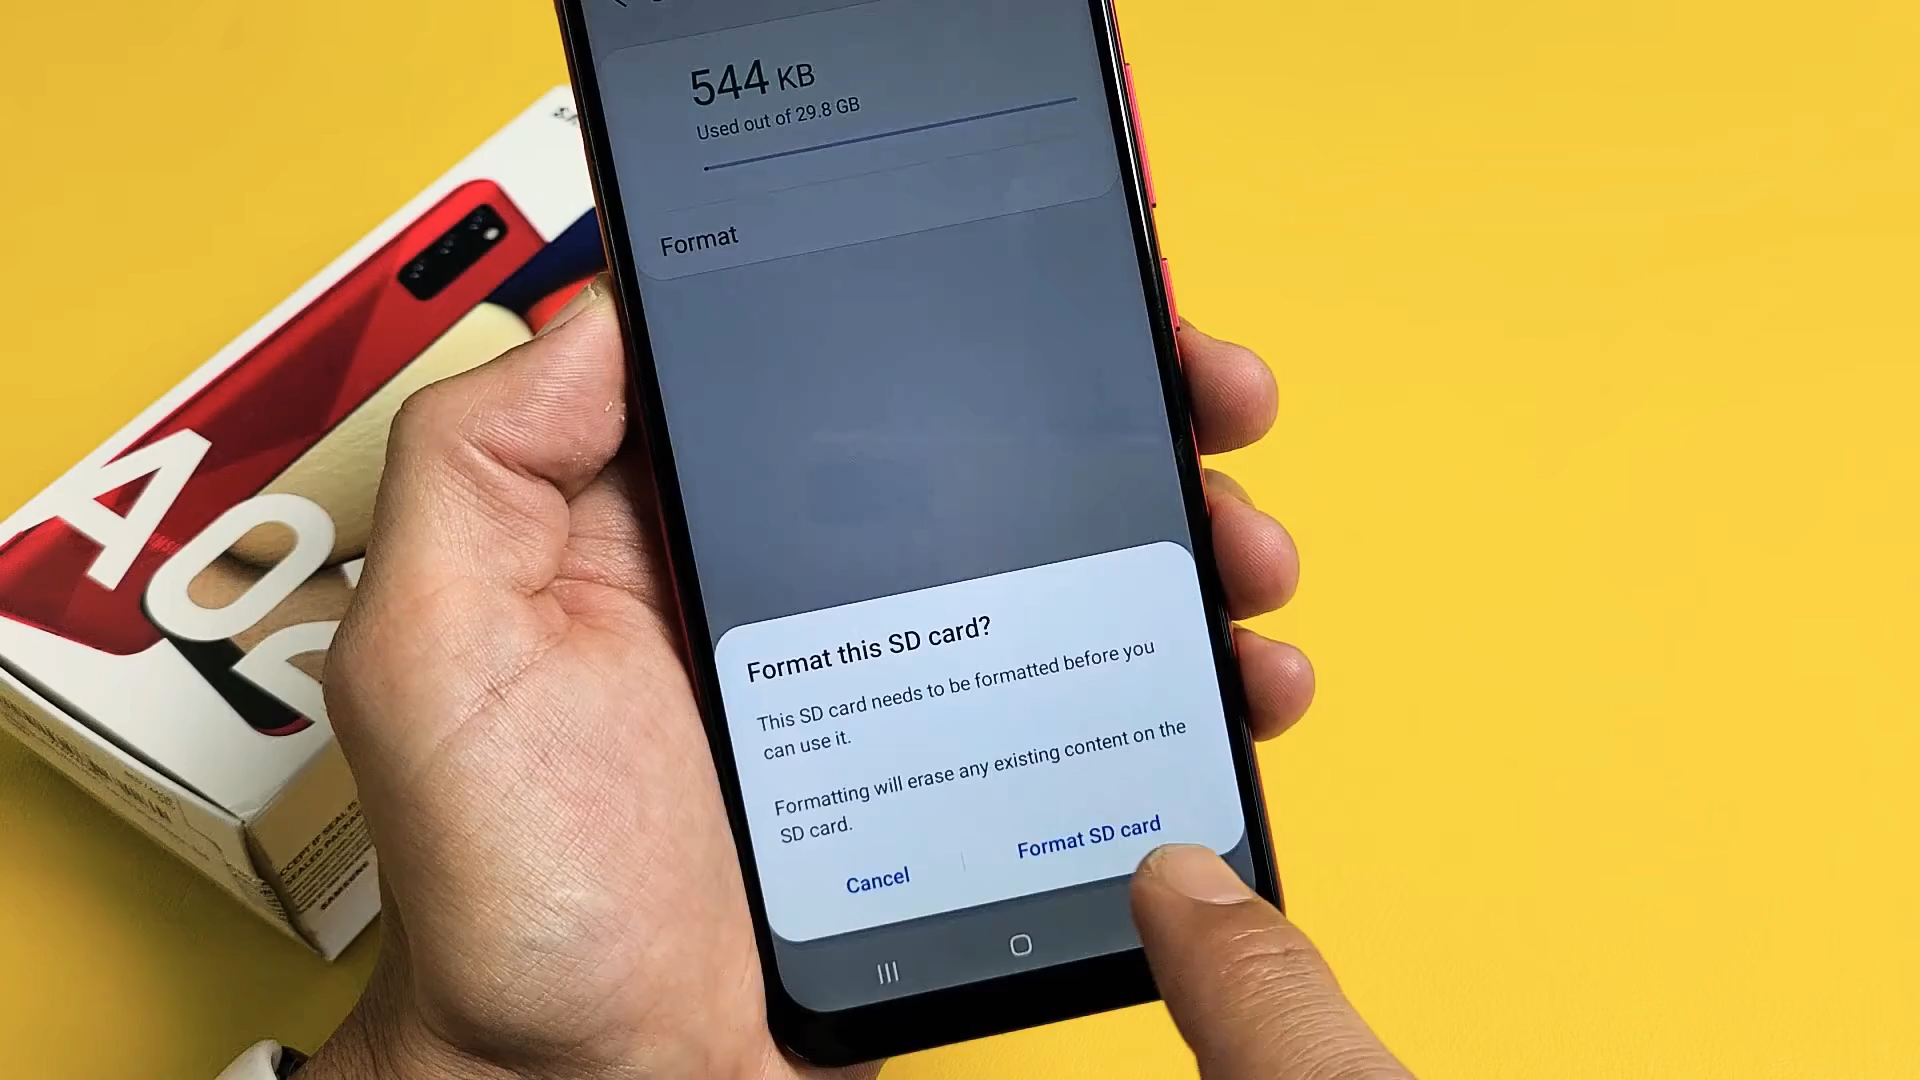 544 KB
Used out of 29.8 GB
Format
Format this SD card?
This SD card needs to be formatted before you
can use it.
Formatting will erase any existing content on the
SD card.
Cancel
Format SD card
A02
SAMSUNG